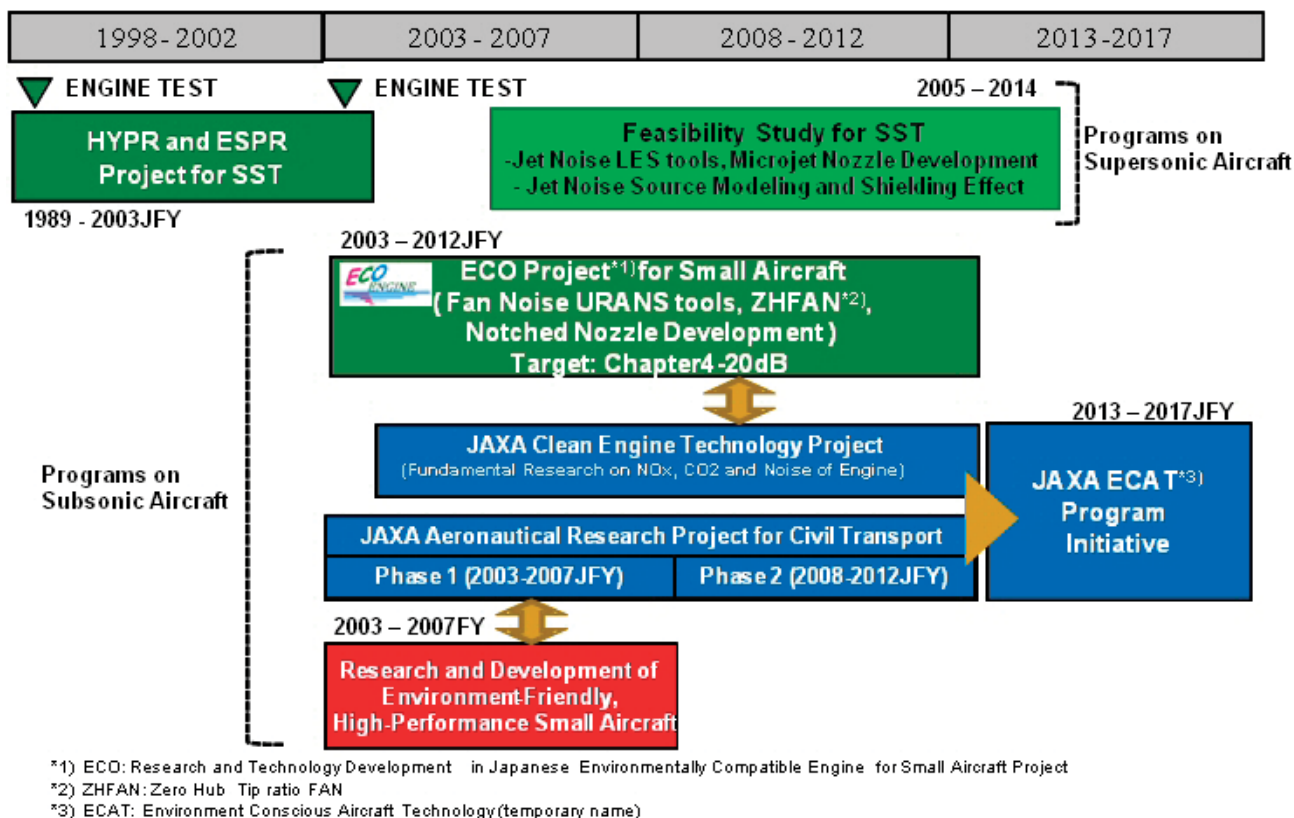 1998-2002 2003-2007 2008-2012 2013-2017
ENGINE TEST ENGINE TEST 2005 – 2014
HYPR and ESPR
Project for SST
1989 - 2003JFY
Feasibility Study for SST
-Jet Noise LES tools, Microjet Nozzle Development
- Jet Noise Source Modeling and Shielding Effect
Programs on
Supersonic Aircraft
2003 – 2012JFY
ECO
ENGINE
ECO Project*1) for Small Aircraft
( Fan Noise URANS tools, ZHFAN*2),
Notched Nozzle Development )
Target: Chapter4 -20dB
Programs on
Subsonic Aircraft
JAXA Clean Engine Technology Project
(Fundamental Research on NOx, CO2 and Noise of Engine)
2013 – 2017JFY
JAXA ECAT*3)
Program
Initiative
JAXA Aeronautical Research Project for Civil Transport
Phase 1 (2003-2007JFY) Phase 2 (2008-2012JFY)
2003 – 2007FY
Research and Development of
Environment-Friendly,
High-Performance Small Aircraft
*1) ECO: Research and Technology Development in Japanese Environmentally Compatible Engine for Small Aircraft Project
*2) ZHFAN: Zero Hub Tip ratio FAN
*3) ECAT: Environment Conscious Aircraft Technology (temporary name)